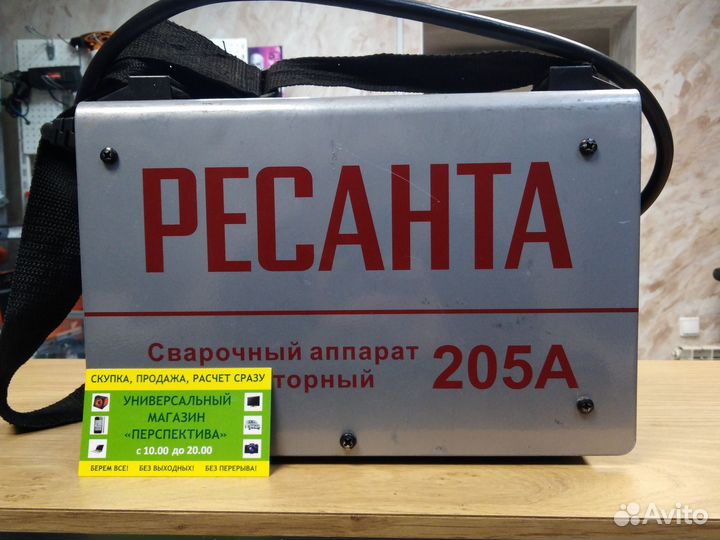 РЕСАНТА
Сварочный аппарат
торный
205А
СКУПКА, ПРОДАЖА, РАСЧЕТ СРАЗУ
УНИВЕРСАЛЬНЫЙ
МАГАЗИН
«ПЕРСПЕКТИВА»
с 10.00 до 20.00
БЕРЕМ ВСЕ! БЕЗ ВЫХОДНЫХ! БЕЗ ПЕРЕРЫВА!
Avito